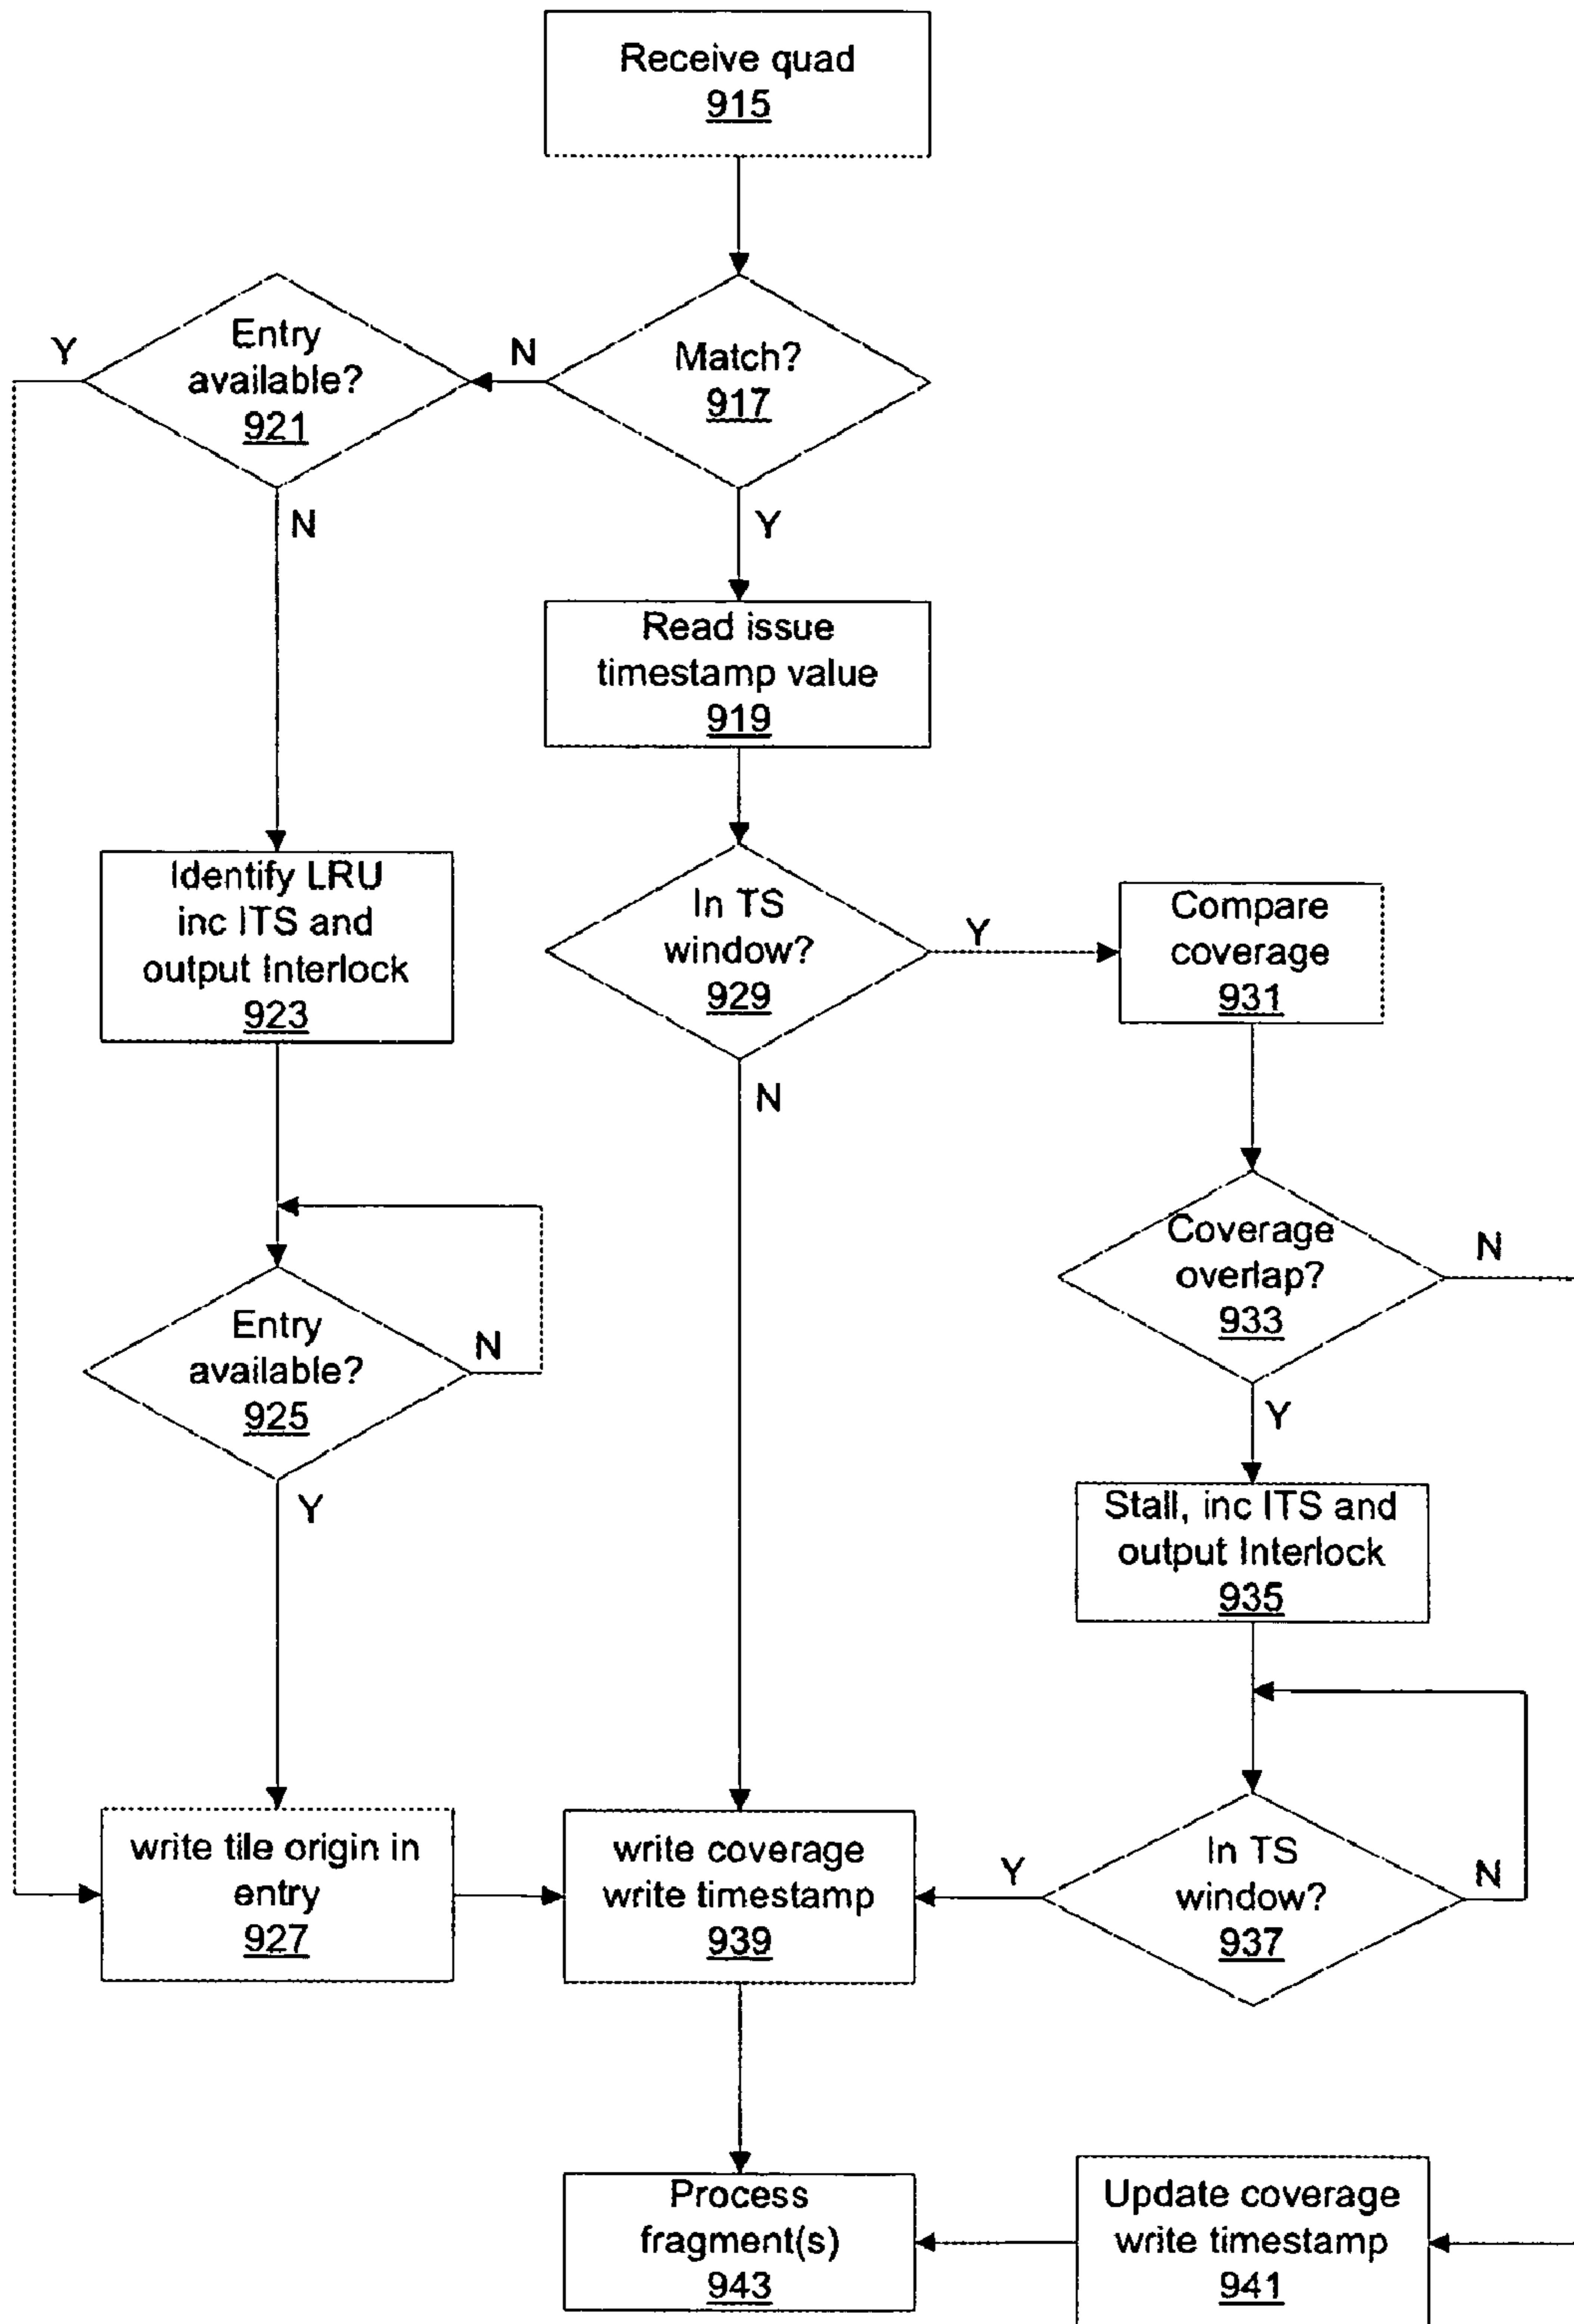 Receive quad
915
Entry
available?
921
Y
N
Match?
917
N
Y
Read issue
timestamp value
919
Identify LRU
inc ITS and
output Interlock
923
In TS
window?
929
Y
N
Compare
coverage
931
Coverage
overlap?
933
N
Y
Entry
available?
925
N
Y
Stall, inc ITS and
output Interlock
935
write tile origin in
entry
927
write coverage
write timestamp
939
Y
In TS
window?
937
N
Process
fragment(s)
943
Update coverage
write timestamp
941